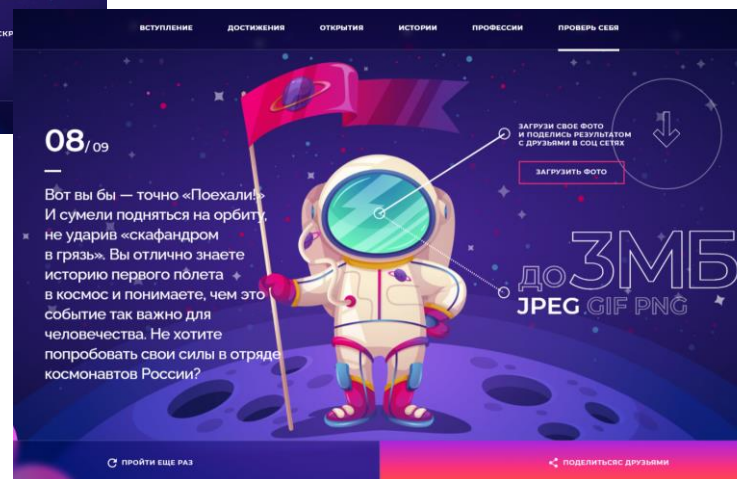 ВСТУПЛЕНИЕ ДОСТИЖЕНИЯ ОТКРЫТИЯ ИСТОРИИ ПРОФЕССИИ ПРОВЕРЬ СЕБЯ
08/ 09
Вот вы бы — точно «Поехали!»
И сумели подняться на орбиту,
не ударив «скафандром
в грязь». Вы отлично знаете
историю первого полета
в космос и понимаете, чем это
событие так важно для
человечества. Не хотите
попробовать свои силы в отряде
космонавтов России?
ЗАГРУЗИ СВОЕ ФОТО
И ПОДЕЛИСЬ РЕЗУЛЬТАТОМ
С ДРУЗЬЯМИ В СОЦ СЕТЯХ
ЗАГРУЗИТЬ ФОТО
до 3МБ
JPEG GIF PNG
ПРОЙТИ ЕЩЕ РАЗ
ПОДЕЛИТЬСЯС ДРУЗЬЯМИ